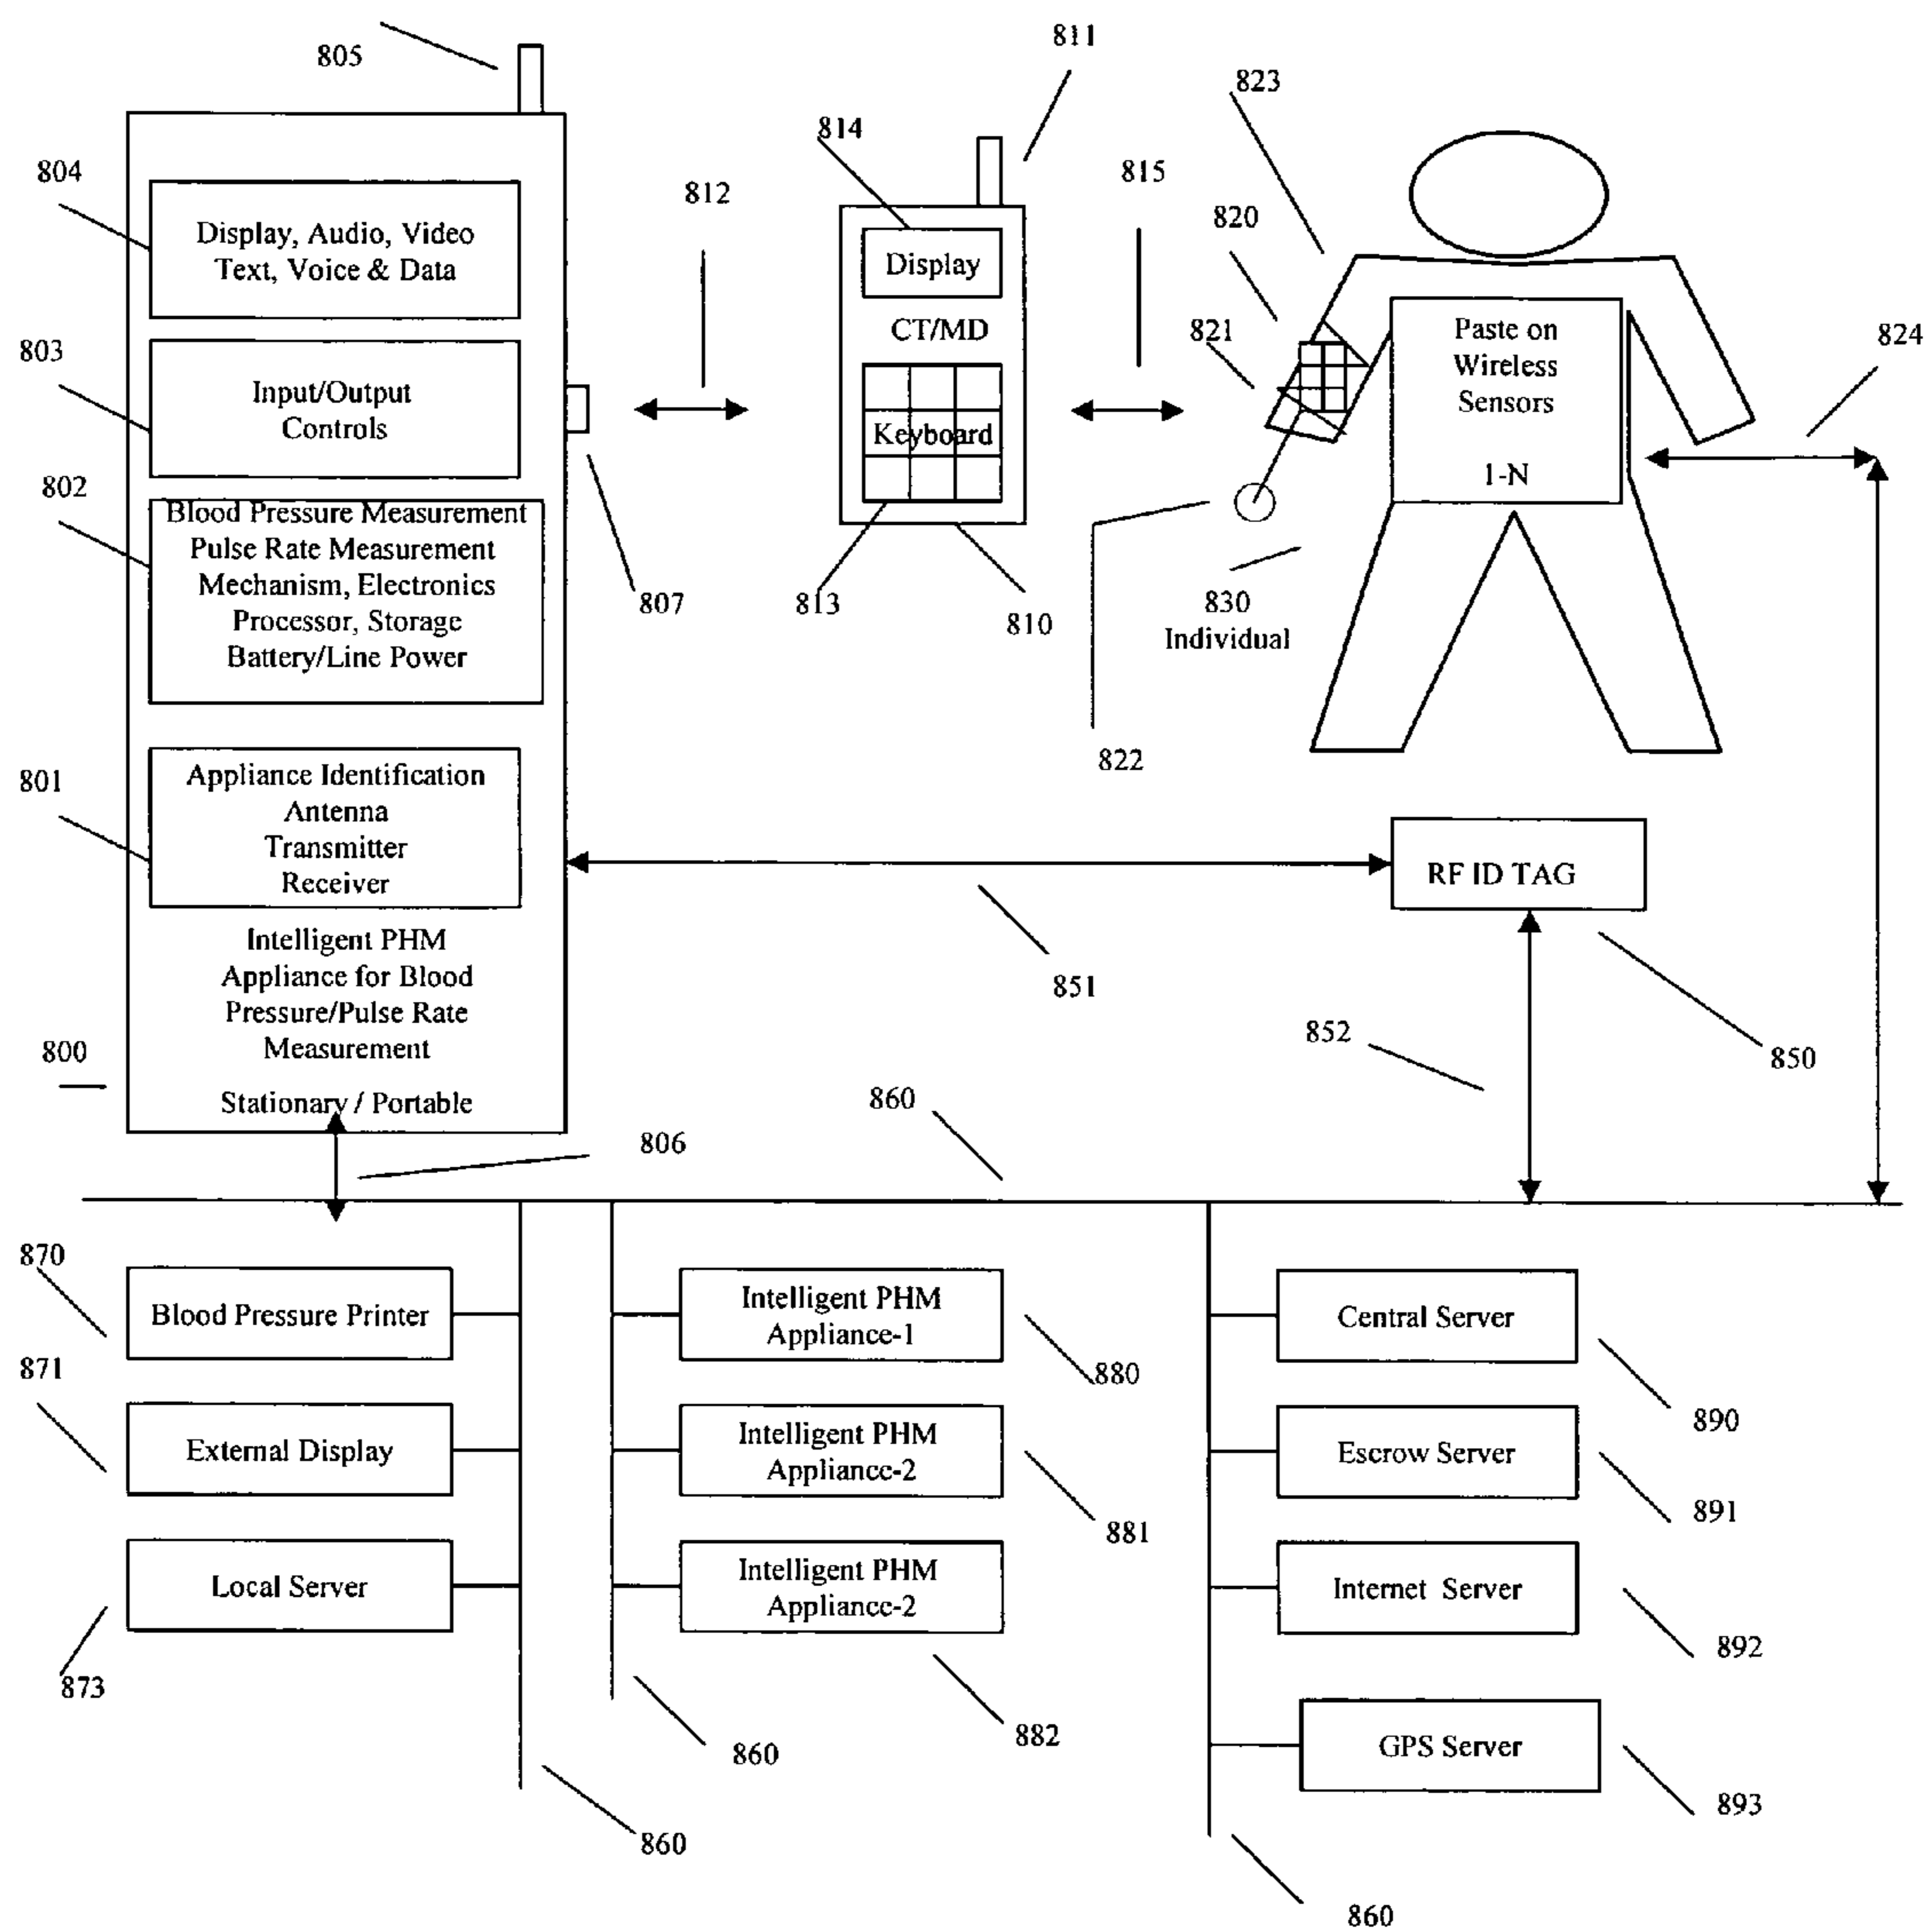 805
811
823
814
804
812
815
820
824
Display, Audio, Video
Text, Voice & Data
Display
821
Paste on
Wireless
Sensors
1-N
803
Input/Output
Controls
CT/MD
Keyboard
802
Blood Pressure Measurement
Pulse Rate Measurement
Mechanism, Electronics
Processor, Storage
Battery/Line Power
807
813
810
830
Individual
822
801
Appliance Identification
Antenna
Transmitter
Receiver
RF ID TAG
Intelligent PHM
Appliance for Blood
Pressure/Pulse Rate
Measurement
851
852
850
800
Stationary / Portable
860
806
870
Blood Pressure Printer
Intelligent PHM
Appliance-1
Central Server
880
871
890
External Display
Intelligent PHM
Appliance-2
Escrow Server
881
891
Local Server
Intelligent PHM
Appliance-2
Internet Server
892
873
882
860
GPS Server
893
860
860